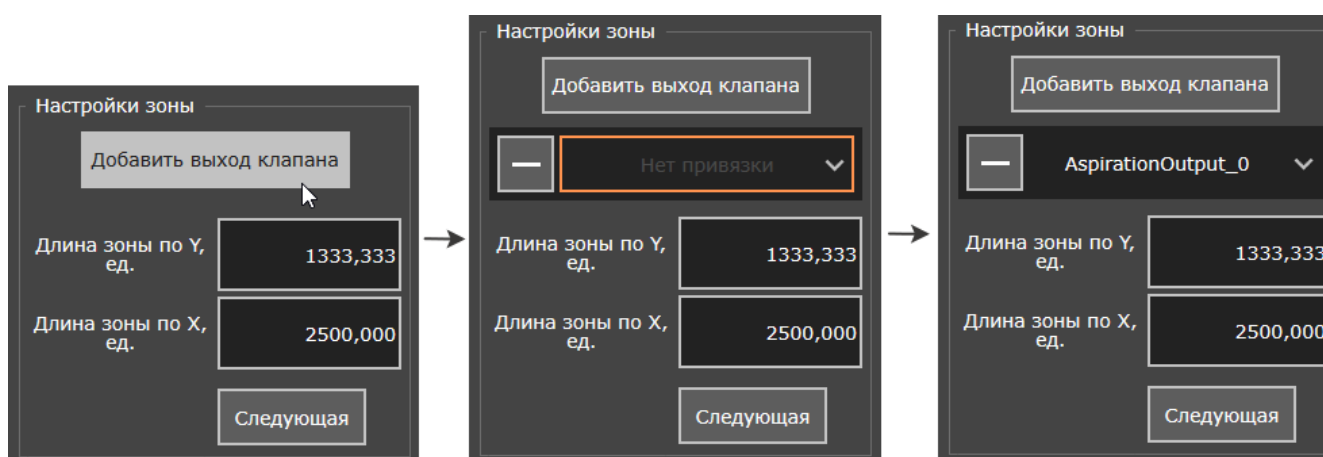 Настройки зоны
Добавить выход клапана
Длина зоны по Y,
ед.
1333,333
Длина зоны по X,
ед.
2500,000
Следующая
Настройки зоны
Добавить выход клапана
Нет привязки
Длина зоны по Y,
ед.
1333,333
Длина зоны по X,
ед.
2500,000
Следующая
Настройки зоны
Добавить выход клапана
AspirationOutput_0
Длина зоны по Y,
ед.
1333,333
Длина зоны по X,
ед.
2500,000
Следующая